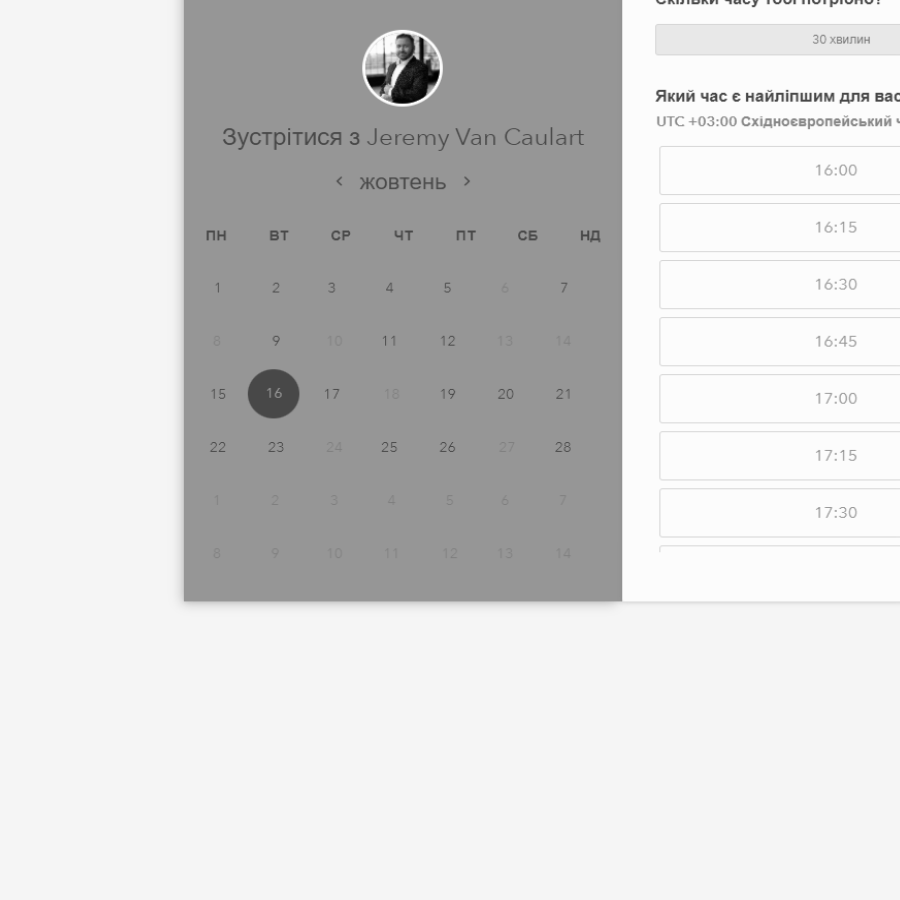 Зустрітися з Jeremy Van Caulart
жовтень
ПН ВТ СР ЧТ ПТ СБ НД
1 2 3 4 5 6 7
8 9 10 11 12 13 14
15 16 17 18 19 20 21
22 23 24 25 26 27 28
1 2 3 4 5 6 7
8 9 10 11 12 13 14
Скільки часу тобі потрібно?
30 хвилин
Який час є найліпшим для вас
UTC +03:00 Східноєвропейський
16:00
16:15
16:30
16:45
17:00
17:15
17:30